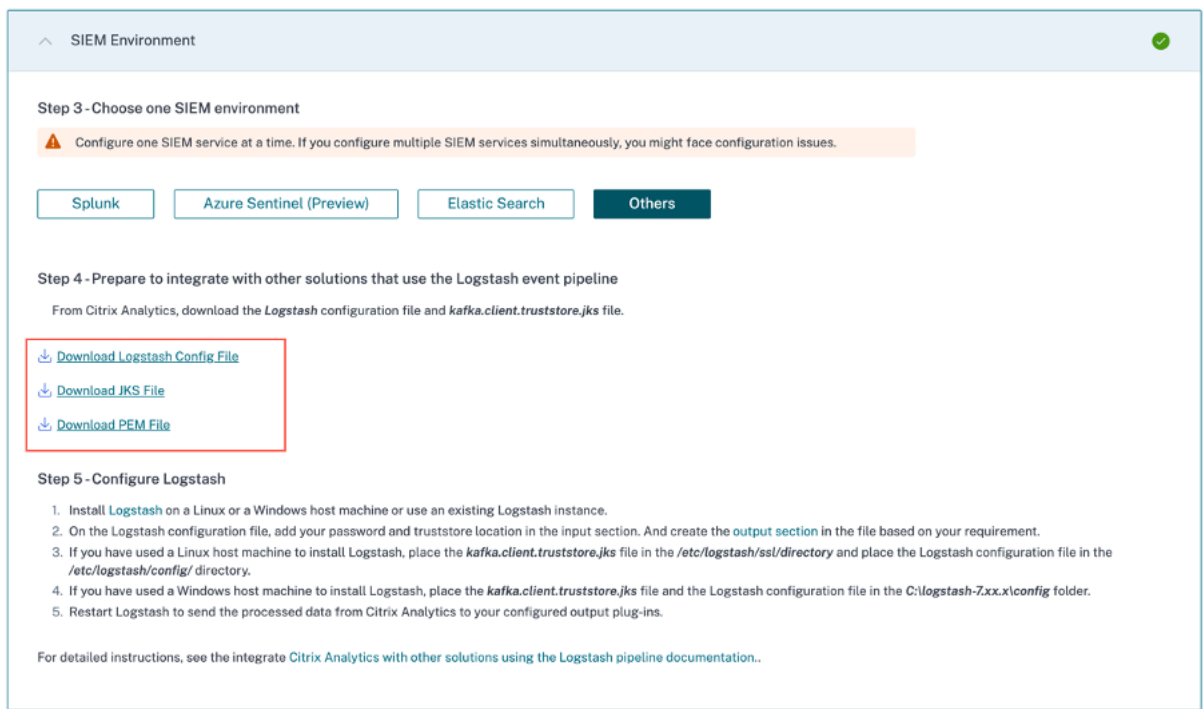 SIEM Environment
Step 3 - Choose one SIEM environment
Configure one SIEM service at a time. If you configure multiple SIEM services simultaneously, you might face configuration issues.
Splunk
Azure Sentinel (Preview)
Elastic Search
Others
Step 4 - Prepare to integrate with other solutions that use the Logstash event pipeline
From Citrix Analytics, download the Logstash configuration file and kafka.client.truststore.jks file.
Download Logstash Config File
Download JKS File
Download PEM File
Step 5 - Configure Logstash
1. Install Logstash on a Linux or a Windows host machine or use an existing Logstash instance.
2. On the Logstash configuration file, add your password and truststore location in the input section. And create the output section in the file based on your requirement.
3. If you have used a Linux host machine to install Logstash, place the kafka.client.truststore.jks file in the /etc/logstash/ssl/directory and place the Logstash configuration file in the
/etc/logstash/config/ directory.
4. If you have used a Windows host machine to install Logstash, place the kafka.client.truststore.jks file and the Logstash configuration file in the C:\logstash-7.xx.x\config folder.
5. Restart Logstash to send the processed data from Citrix Analytics to your configured output plug-ins.
For detailed instructions, see the integrate Citrix Analytics with other solutions using the Logstash pipeline documentation..